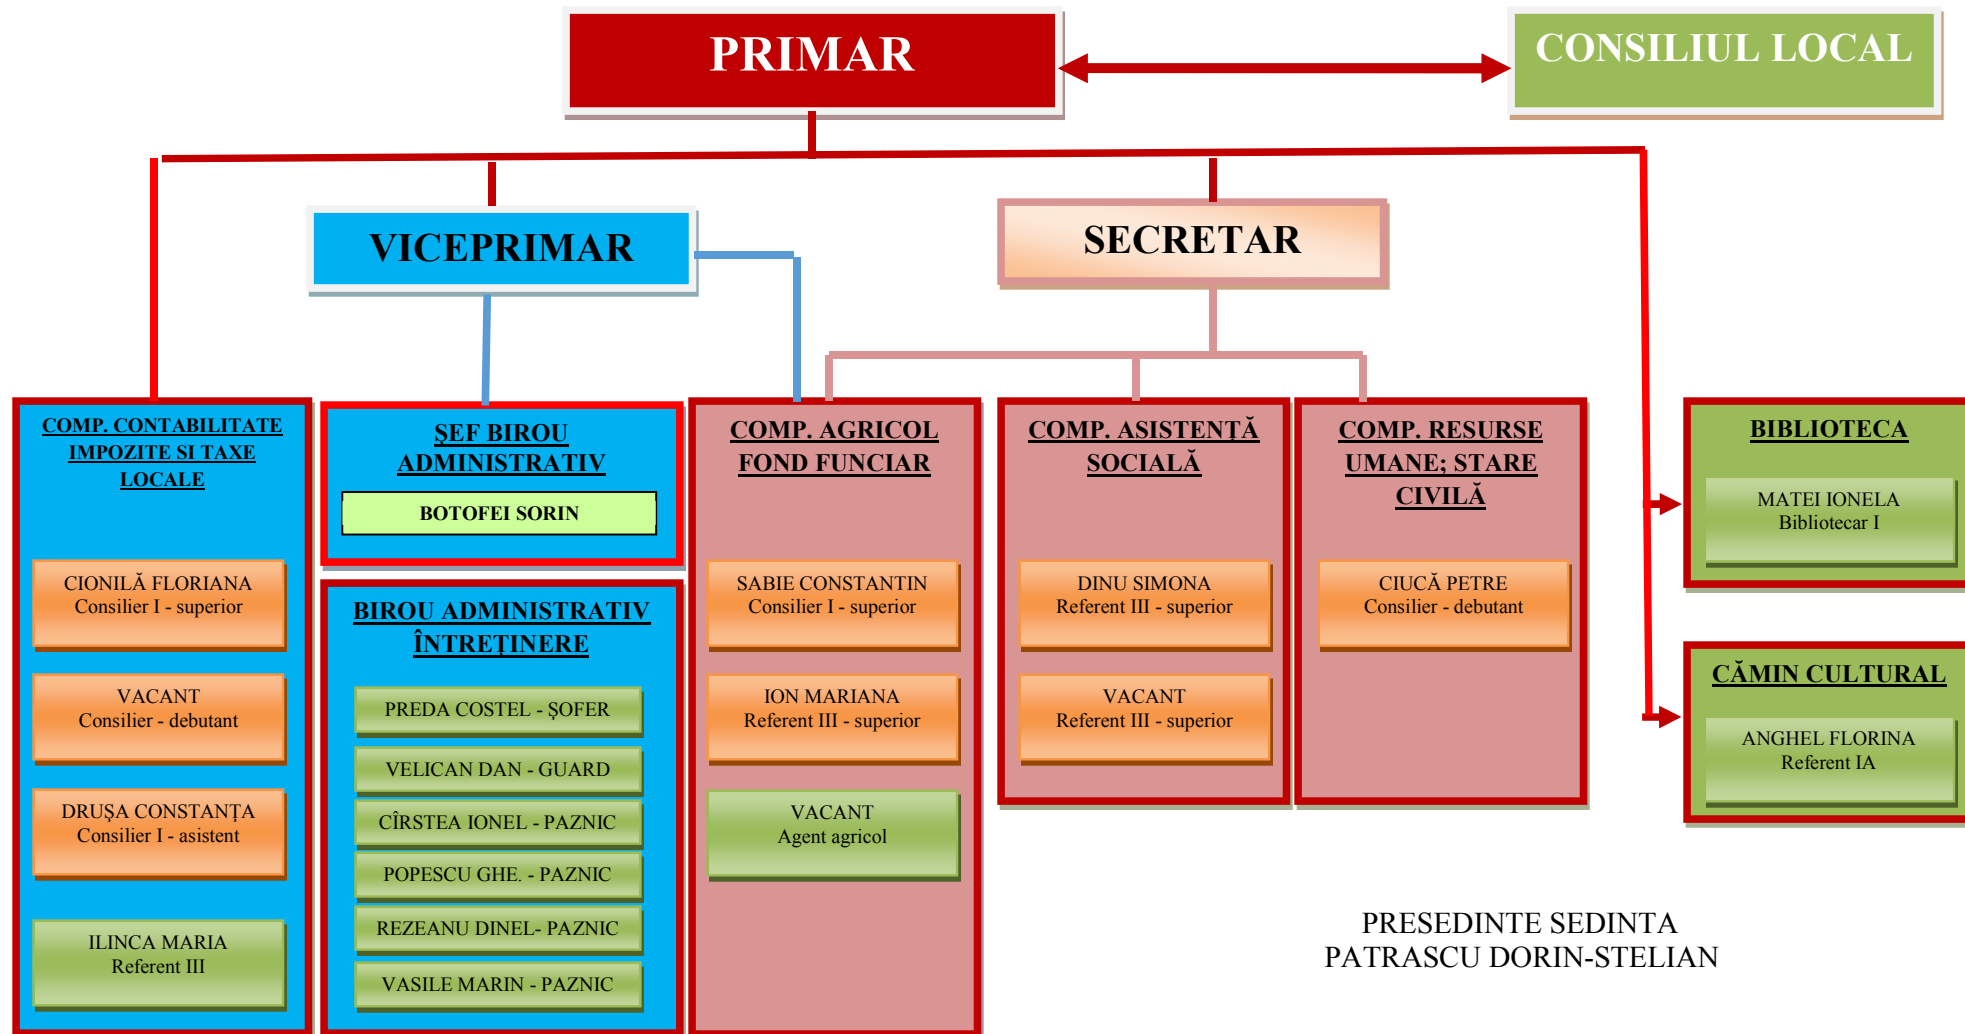 PRIMAR
CONSILIUL LOCAL
VICEPRIMAR
SECRETAR
COMP. CONTABILITATE
IMPOZITE SI TAXE
LOCALE
CIONILĂ FLORIANA
Consilier I - superior
VACANT
Consilier - debutant
DRUŞA CONSTANȚA
Consilier I - asistent
ILINCA MARIA
Referent III
ŞEF BIROU
ADMINISTRATIV
BOTOFEI SORIN
BIROU ADMINISTRATIV
ÎNTREȚINERE
PREDA COSTEL - ŞOFER
VELICAN DAN - GUARD
CÎRSTEA IONEL - PAZNIC
POPESCU GHE. - PAZNIC
REZEANU DINEL- PAZNIC
VASILE MARIN - PAZNIC
COMP. AGRICOL
FOND FUNCIAR
SABIE CONSTANTIN
Consilier I - superior
ION MARIANA
Referent III - superior
VACANT
Agent agricol
COMP. ASISTENȚĂ
SOCIALĂ
DINU SIMONA
Referent III - superior
VACANT
Referent III - superior
COMP. RESURSE
UMANE; STARE
CIVILĂ
CIUCĂ PETRE
Consilier - debutant
BIBLIOTECA
MATEI IONELA
Bibliotecar I
CĂMIN CULTURAL
ANGHEL FLORINA
Referent IA
PRESEDINTE SEDINTA
PATRASCU DORIN-STELIAN